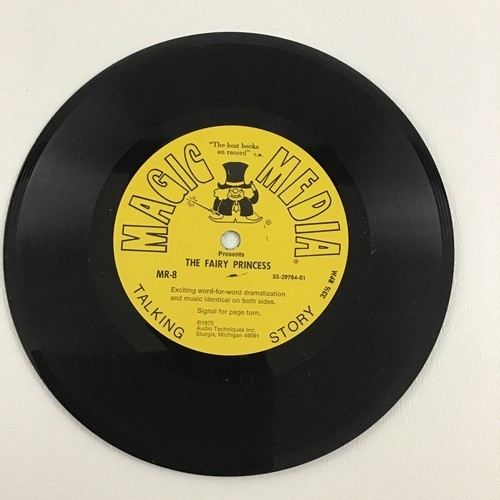 "The best books
on record" T.M.
MAGIC MEDIA
®
®
Presents
THE FAIRY PRINCESS
MR-8
SS-29784-01
33⅓ RPM
Exciting word-for-word dramatization
and music identical on both sides.
Signal for page turn.
©1975
Audio Techniques Inc.
Sturgis, Michigan 49091
TALKING STORY